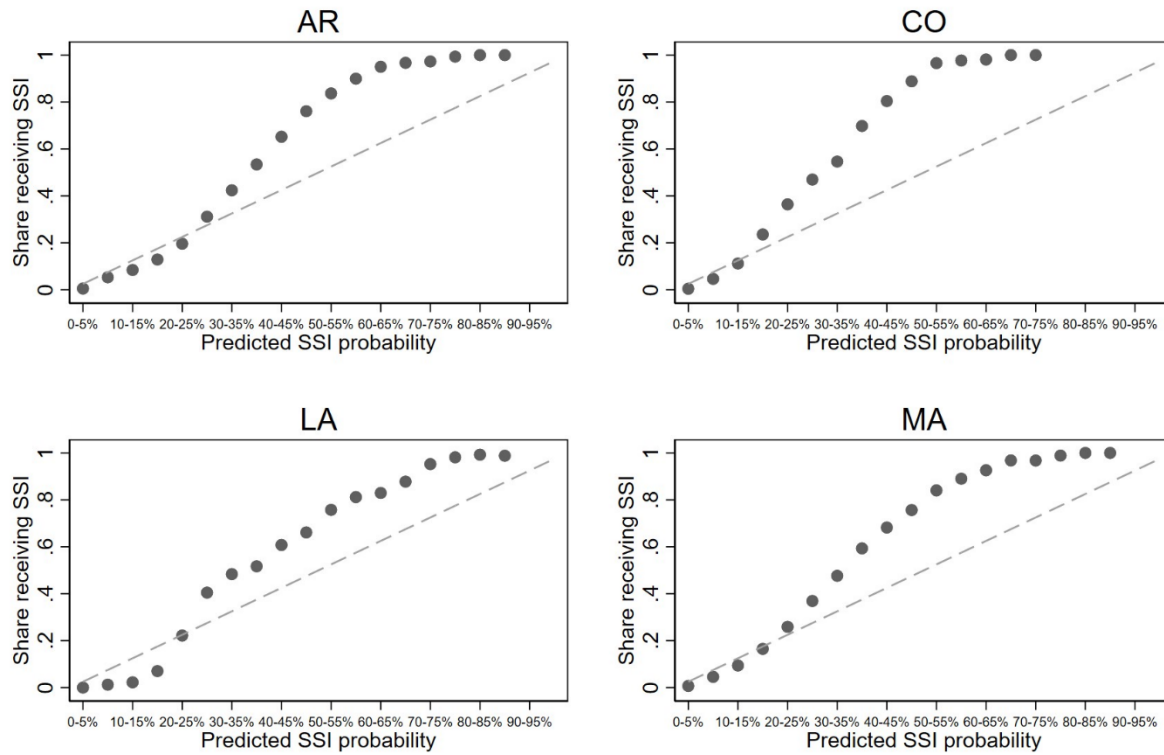 AR
Share receiving SSI
1
.8
.6
.4
.2
0
0-5% 10-15% 20-25% 30-35% 40-45% 50-55% 60-65% 70-75% 80-85% 90-95%
Predicted SSI probability
CO
Share receiving SSI
1
.8
.6
.4
.2
0
0-5% 10-15% 20-25% 30-35% 40-45% 50-55% 60-65% 70-75% 80-85% 90-95%
Predicted SSI probability
LA
Share receiving SSI
1
.8
.6
.4
.2
0
0-5% 10-15% 20-25% 30-35% 40-45% 50-55% 60-65% 70-75% 80-85% 90-95%
Predicted SSI probability
MA
Share receiving SSI
1
.8
.6
.4
.2
0
0-5% 10-15% 20-25% 30-35% 40-45% 50-55% 60-65% 70-75% 80-85% 90-95%
Predicted SSI probability